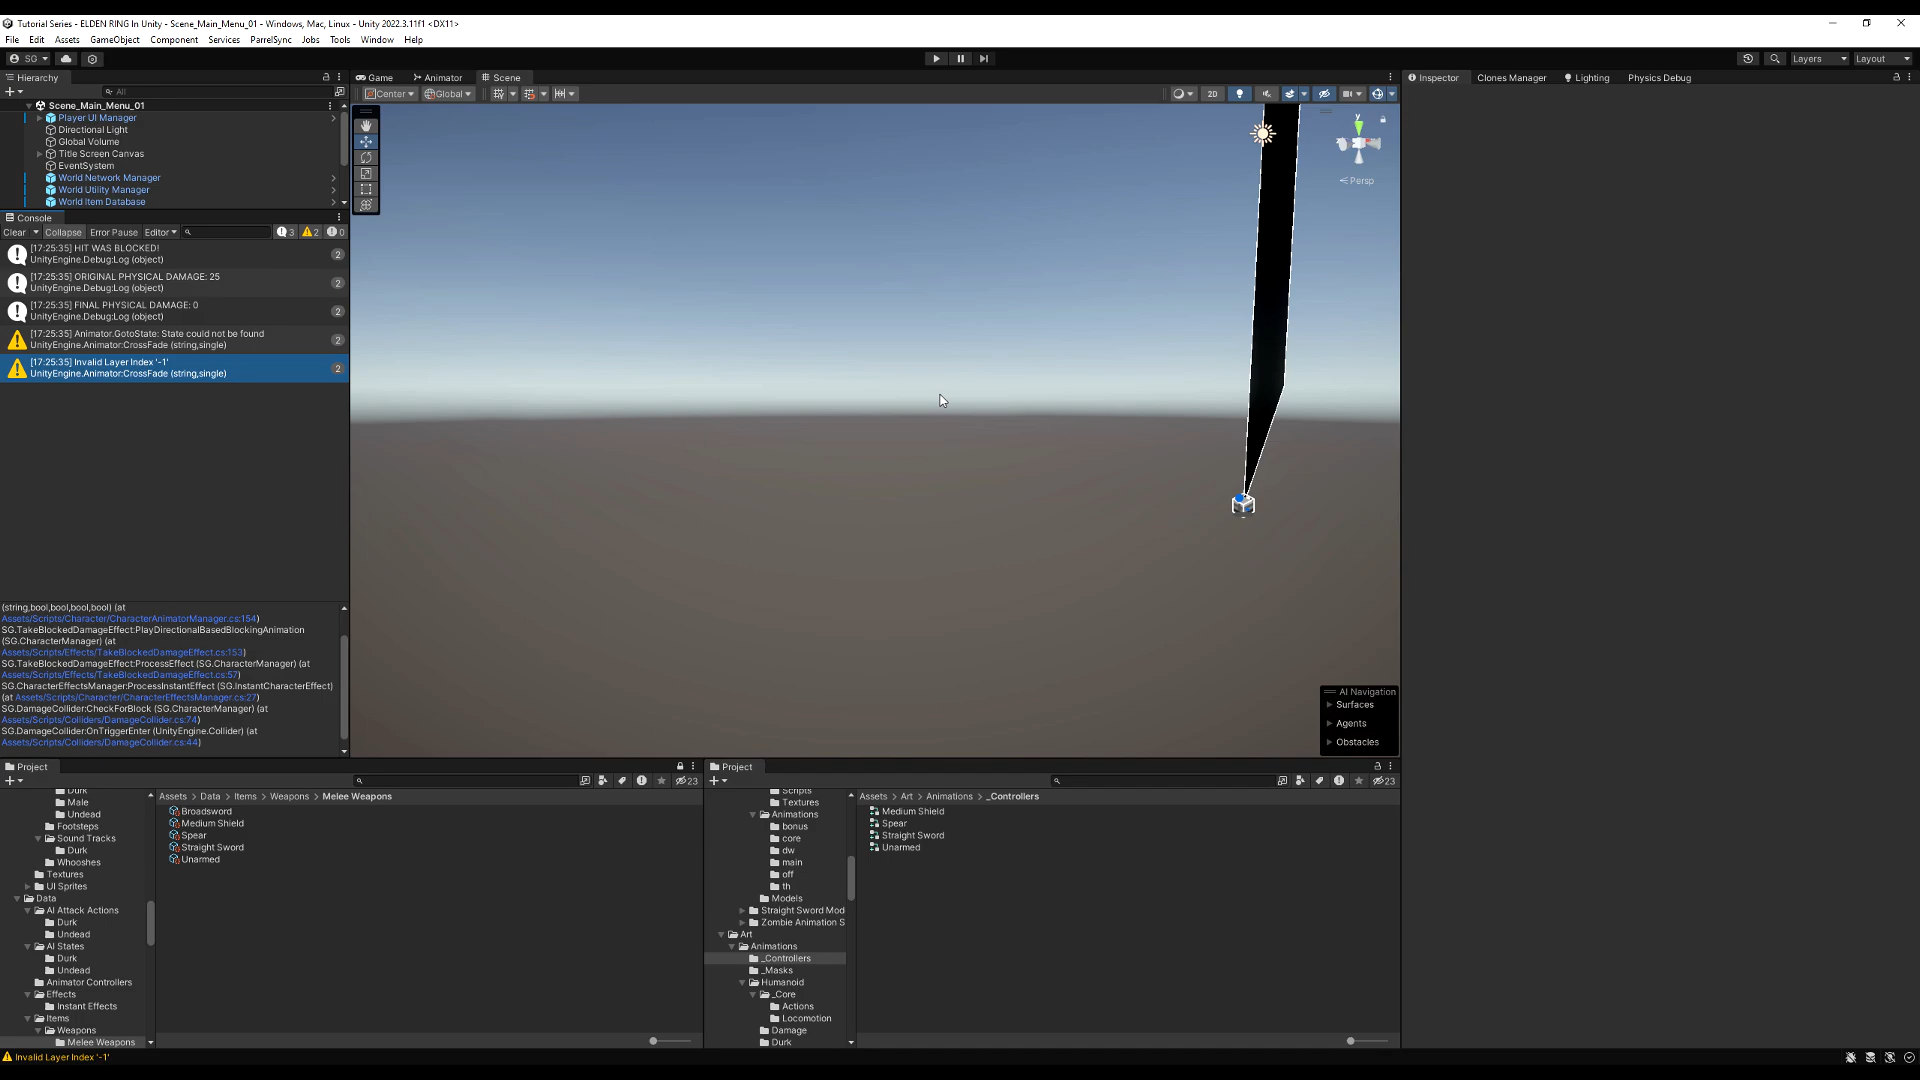 Tutorial Series - ELDEN RING In Unity - Scene_Main_Menu_01 - Windows, Mac, Linux - Unity 2022.3.11f1 <DX11>
File Edit Assets GameObject Component Services ParrelSync Jobs Tools Window Help
SG
Layers Layout
Hierarchy
All
Scene_Main_Menu_01
Player UI Manager
Directional Light
Global Volume
Title Screen Canvas
EventSystem
World Network Manager
World Utility Manager
World Item Database
Console
Clear Collapse Error Pause Editor 3 2 0
[17:25:35] HIT WAS BLOCKED!
UnityEngine.Debug:Log (object)
2
[17:25:35] ORIGINAL PHYSICAL DAMAGE: 25
UnityEngine.Debug:Log (object)
2
[17:25:35] FINAL PHYSICAL DAMAGE: 0
UnityEngine.Debug:Log (object)
2
[17:25:35] Animator.GotoState: State could not be found
UnityEngine.Animator:CrossFade (string,single)
2
[17:25:35] Invalid Layer Index '-1'
UnityEngine.Animator:CrossFade (string,single)
2
(string,bool,bool,bool,bool) (at
Assets/Scripts/Character/CharacterAnimatorManager.cs:154)
SG.TakeBlockedDamageEffect:PlayDirectionalBasedBlockingAnimation
(SG.CharacterManager) (at
Assets/Scripts/Effects/TakeBlockedDamageEffect.cs:153)
SG.TakeBlockedDamageEffect:ProcessEffect (SG.CharacterManager) (at
Assets/Scripts/Effects/TakeBlockedDamageEffect.cs:57)
SG.CharacterEffectsManager:ProcessInstantEffect (SG.InstantCharacterEffect)
(at Assets/Scripts/Character/CharacterEffectsManager.cs:27)
SG.DamageCollider:CheckForBlock (SG.CharacterManager) (at
Assets/Scripts/Colliders/DamageCollider.cs:74)
SG.DamageCollider:OnTriggerEnter (UnityEngine.Collider) (at
Assets/Scripts/Colliders/DamageCollider.cs:44)
Game Animator Scene
Center Global 2D
y
Persp
AI Navigation
Surfaces
Agents
Obstacles
Inspector Clones Manager Lighting Physics Debug
Project
23
Durk
Male
Undead
Footsteps
Sound Tracks
Durk
Whooshes
Textures
UI Sprites
Data
AI Attack Actions
Durk
Undead
AI States
Durk
Undead
Animator Controllers
Effects
Instant Effects
Items
Weapons
Melee Weapons
Assets > Data > Items > Weapons > Melee Weapons
Broadsword
Medium Shield
Spear
Straight Sword
Unarmed
Project
23
Scripts
Textures
Animations
bonus
core
dw
main
off
th
Models
Straight Sword Mod
Zombie Animation S
Art
Animations
_Controllers
_Masks
Humanoid
_Core
Actions
Locomotion
Damage
Durk
Assets > Art > Animations > _Controllers
Medium Shield
Spear
Straight Sword
Unarmed
Invalid Layer Index '-1'